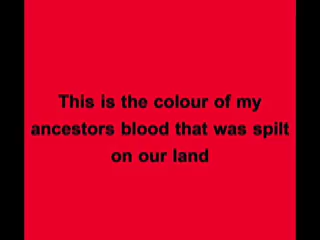 This is the colour of my
ancestors blood that was spilt
on our land